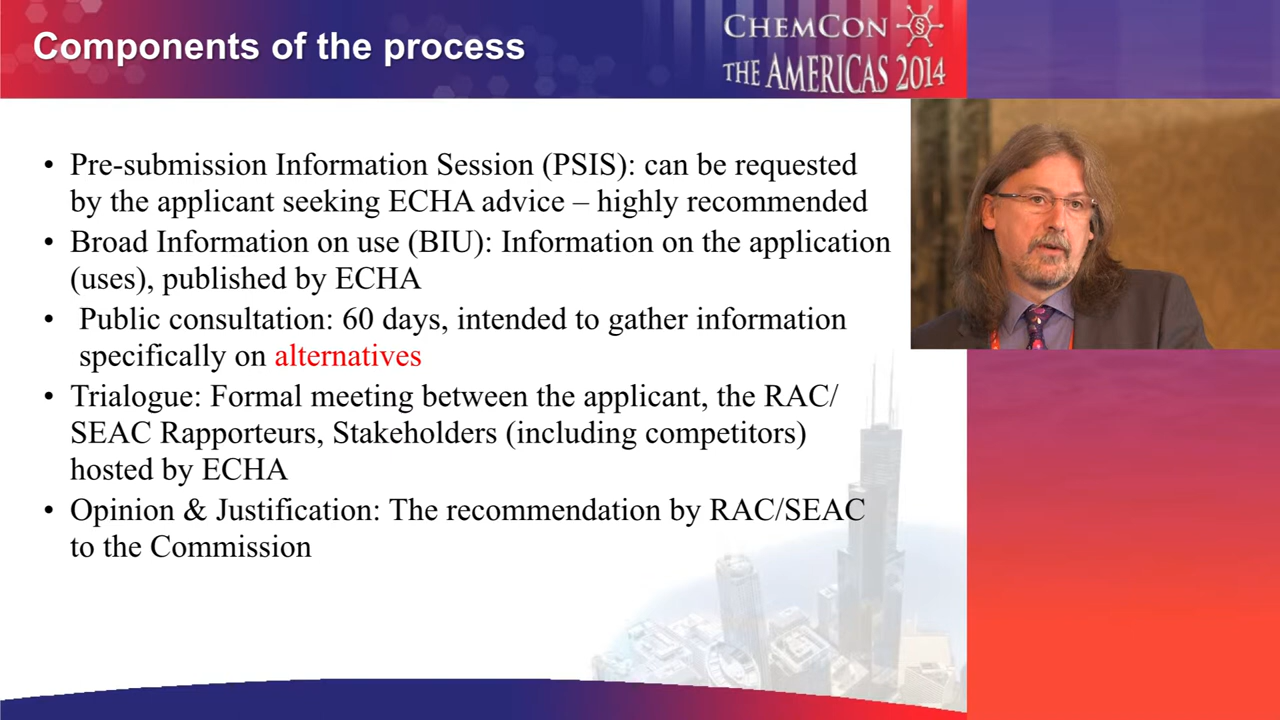 Components of the process
CHEMCON §
THE AMERICAS 2014
• Pre-submission Information Session (PSIS): can be requested
by the applicant seeking ECHA advice – highly recommended
• Broad Information on use (BIU): Information on the application
(uses), published by ECHA
• Public consultation: 60 days, intended to gather information
specifically on alternatives
• Trialogue: Formal meeting between the applicant, the RAC/
SEAC Rapporteurs, Stakeholders (including competitors)
hosted by ECHA
• Opinion & Justification: The recommendation by RAC/SEAC
to the Commission